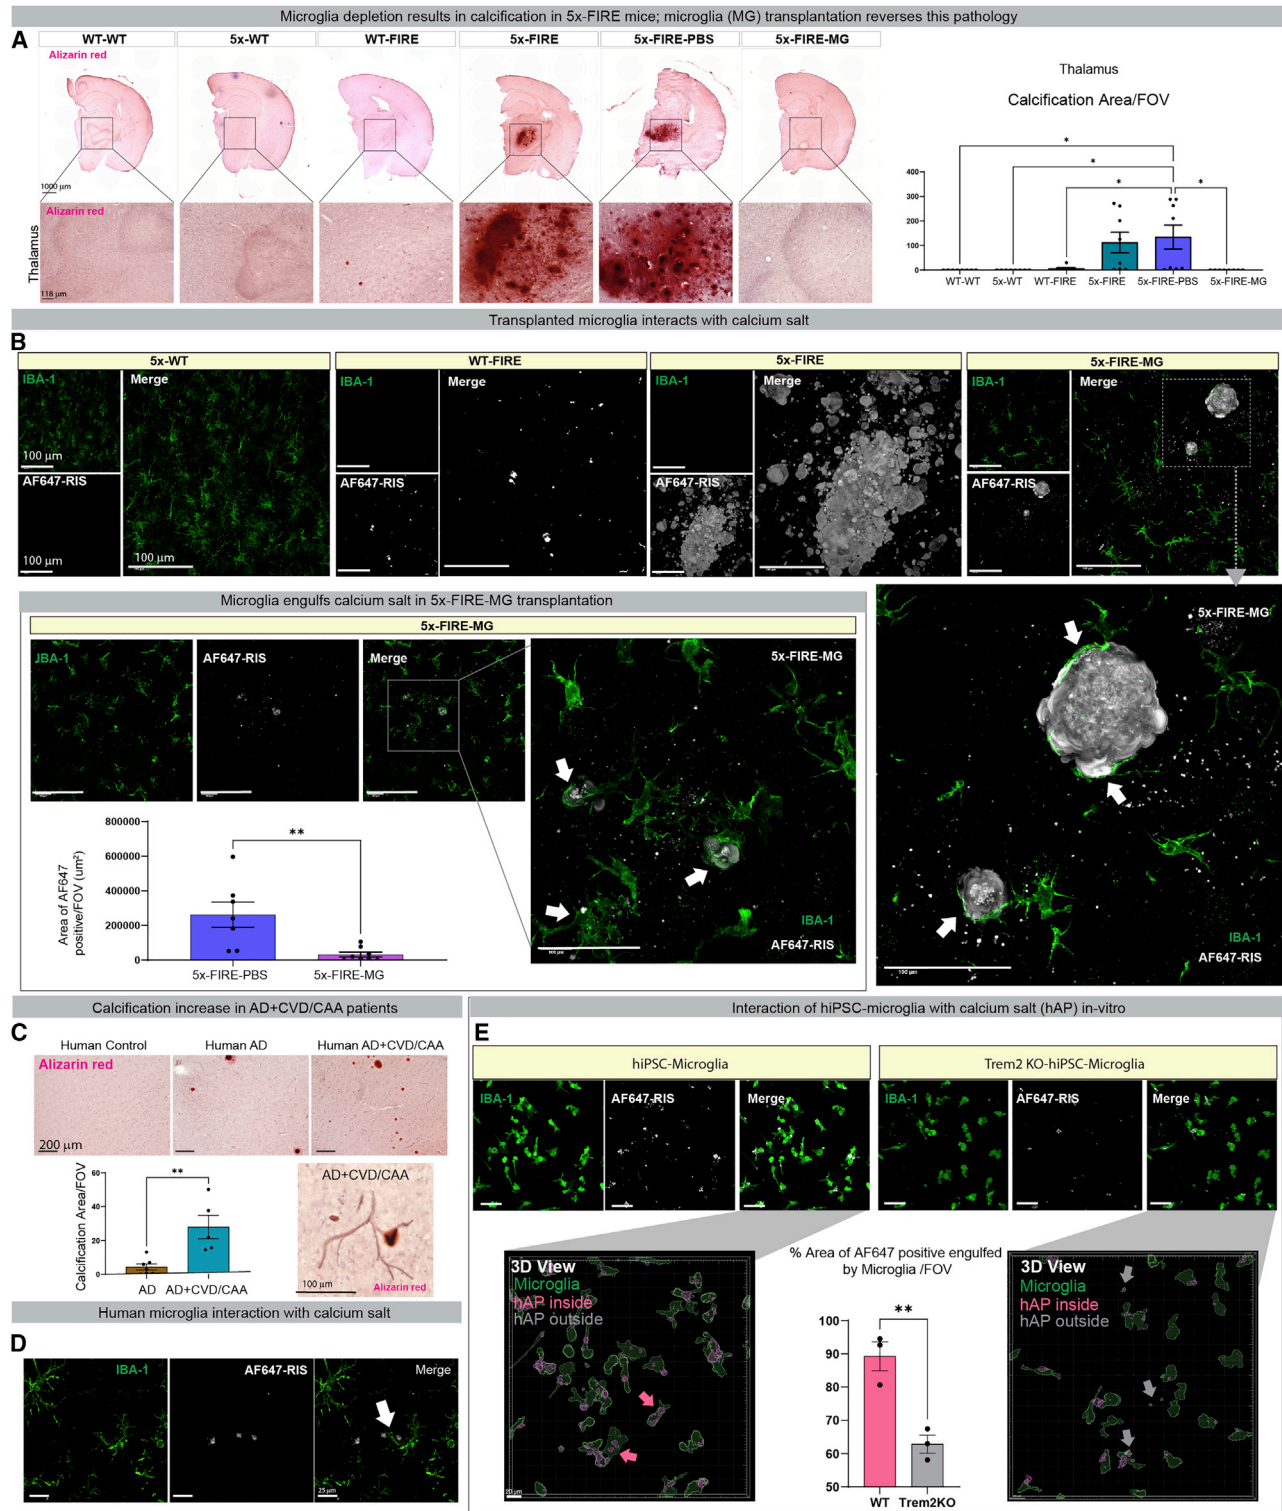 Microglia depletion results in calcification in 5x-FIRE mice; microglia (MG) transplantation reverses this pathology
A
WT-WT
5x-WT
WT-FIRE
5x-FIRE
5x-FIRE-PBS
5x-FIRE-MG
Alizarin red
1000 µm
Alizarin red
Thalamus
118 µm
Thalamus
Calcification Area/FOV
* * * *
400
300
200
100
0
WT-WT 5x-WT WT-FIRE 5x-FIRE 5x-FIRE-PBS 5x-FIRE-MG
Transplanted microglia interacts with calcium salt
B
5x-WT
WT-FIRE
5x-FIRE
5x-FIRE-MG
IBA-1
Merge
IBA-1
Merge
IBA-1
Merge
IBA-1
Merge
100 µm
AF647-RIS
AF647-RIS
AF647-RIS
AF647-RIS
100 µm
100 µm
Microglia engulfs calcium salt in 5x-FIRE-MG transplantation
5x-FIRE-MG
IBA-1
AF647-RIS
Merge
5x-FIRE-MG
IBA-1
AF647-RIS
100 µm
5x-FIRE-MG
IBA-1
AF647-RIS
100 µm
Area of AF647
positive/FOV (um²)
800000
600000
400000
200000
0
**
5x-FIRE-PBS 5x-FIRE-MG
Calcification increase in AD+CVD/CAA patients
C
Human Control
Human AD
Human AD+CVD/CAA
Alizarin red
200 µm
Calcification Area/FOV
60
40
20
0
**
AD AD+CVD/CAA
AD+CVD/CAA
100 µm
Alizarin red
Human microglia interaction with calcium salt
D
IBA-1
AF647-RIS
Merge
25 µm
Interaction of hiPSC-microglia with calcium salt (hAP) in-vitro
E
hiPSC-Microglia
Trem2 KO-hiPSC-Microglia
IBA-1
AF647-RIS
Merge
IBA-1
AF647-RIS
Merge
3D View
Microglia
hAP inside
hAP outside
20 µm
% Area of AF647 positive engulfed
by Microglia /FOV
**
100
90
80
70
60
50
WT Trem2KO
3D View
Microglia
hAP inside
hAP outside